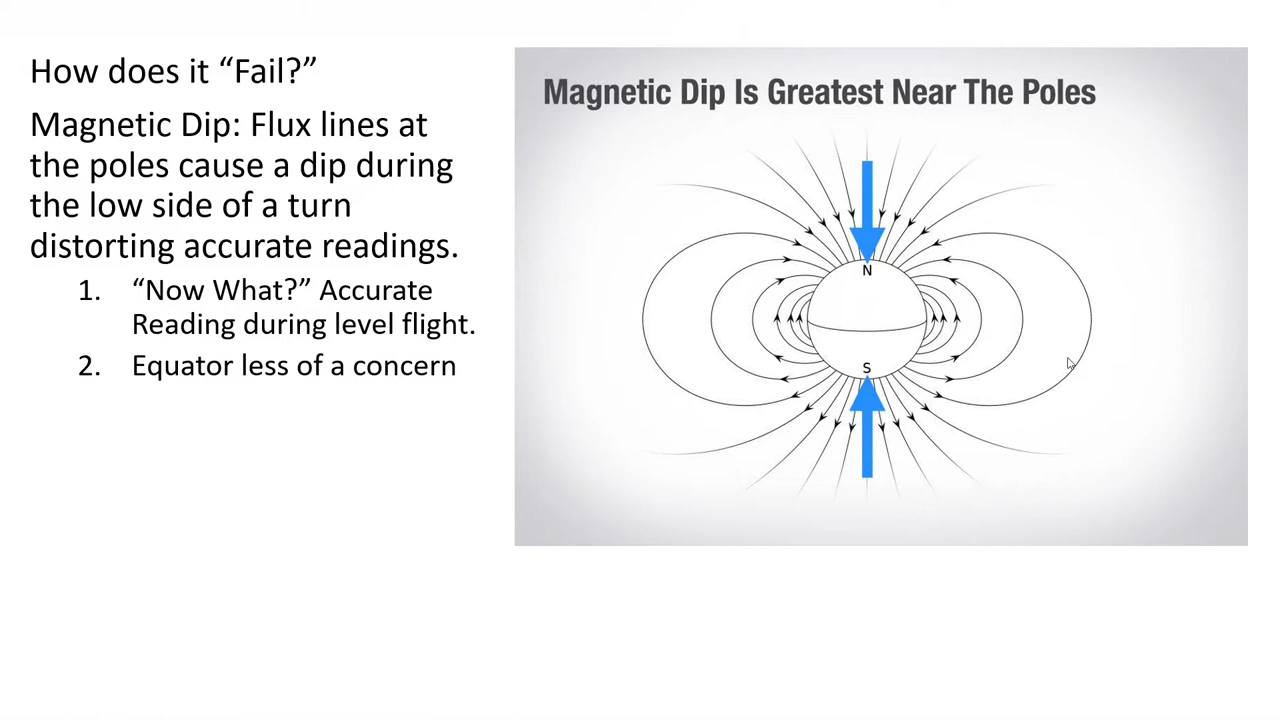 How does it “Fail?”
Magnetic Dip: Flux lines at
the poles cause a dip during
the low side of a turn
distorting accurate readings.
1. “Now What?” Accurate
Reading during level flight.
2. Equator less of a concern
Magnetic Dip Is Greatest Near The Poles
N
S